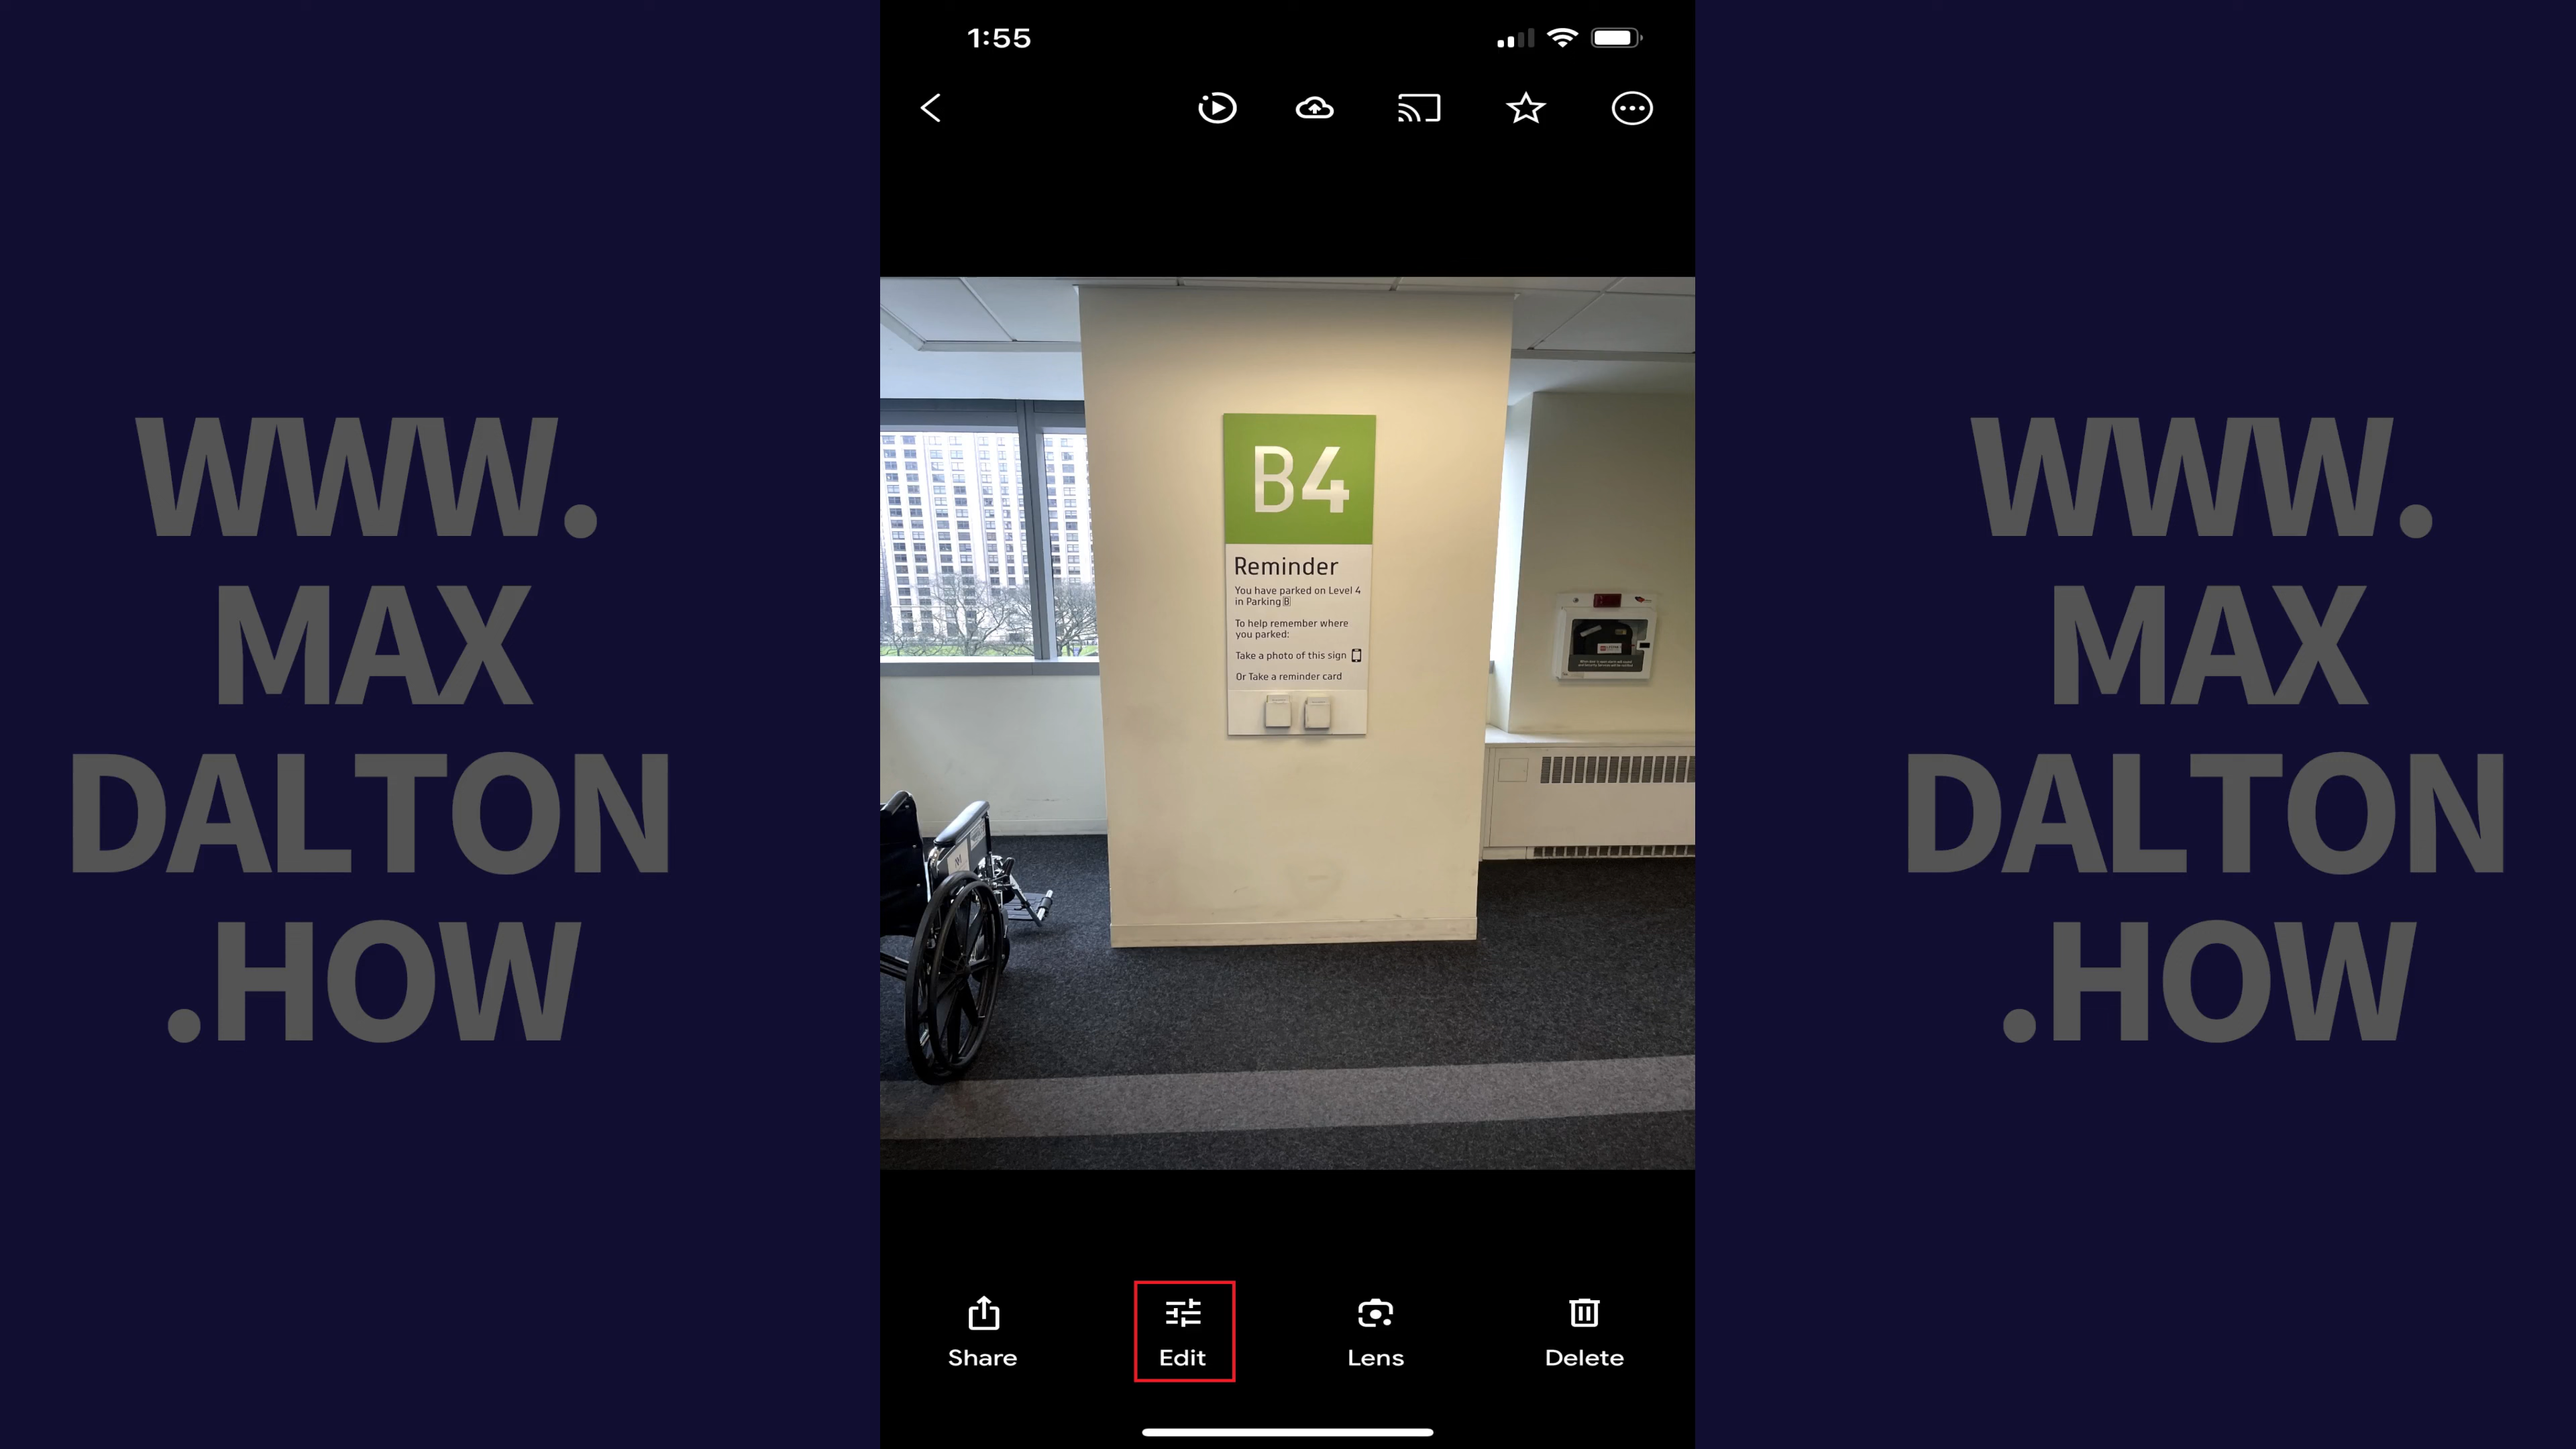 1:55
WWW.
MAX
DALTON
.HOW
B4
Reminder
You have parked on Level 4
in Parking B
To help remember where
you parked:
Take a photo of this sign
Or Take a reminder card
Share
Edit
Lens
Delete
WWW.
MAX
DALTON
.HOW